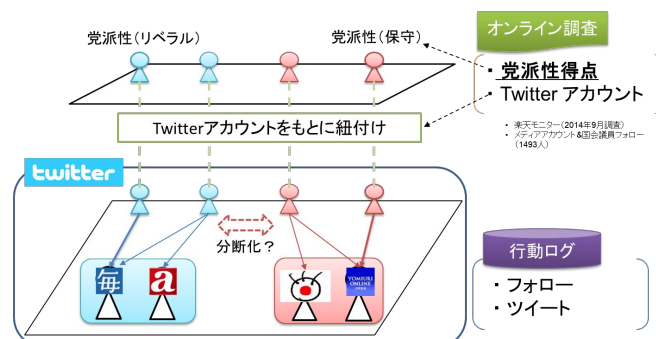 党派性(リベラル)
党派性(保守)
オンライン調査
・党派性得点
・Twitter アカウント
Twitterアカウントをもとに紐付け
• 楽天モニター(2014年9月調査)
• メディアアカウント&国会議員フォロー
(1493人)
twitter
分断化?
毎
a
YOMIURI
ONLINE
行動ログ
・フォロー
・ツイート